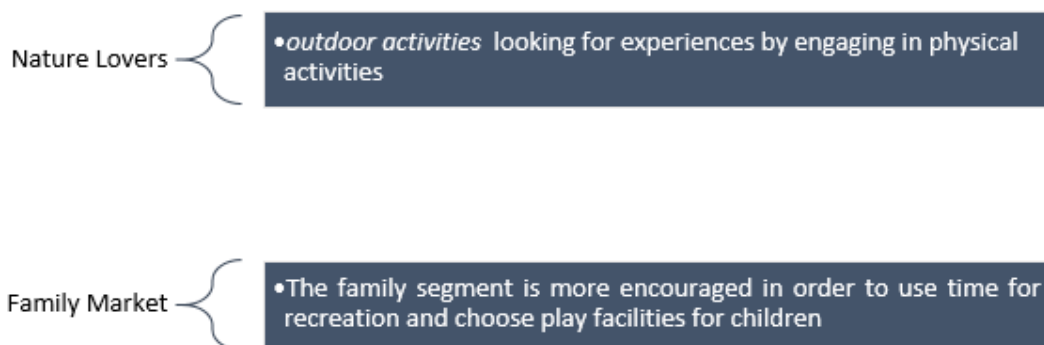 Nature Lovers
•outdoor activities looking for experiences by engaging in physical
activities
Family Market
•The family segment is more encouraged in order to use time for
recreation and choose play facilities for children